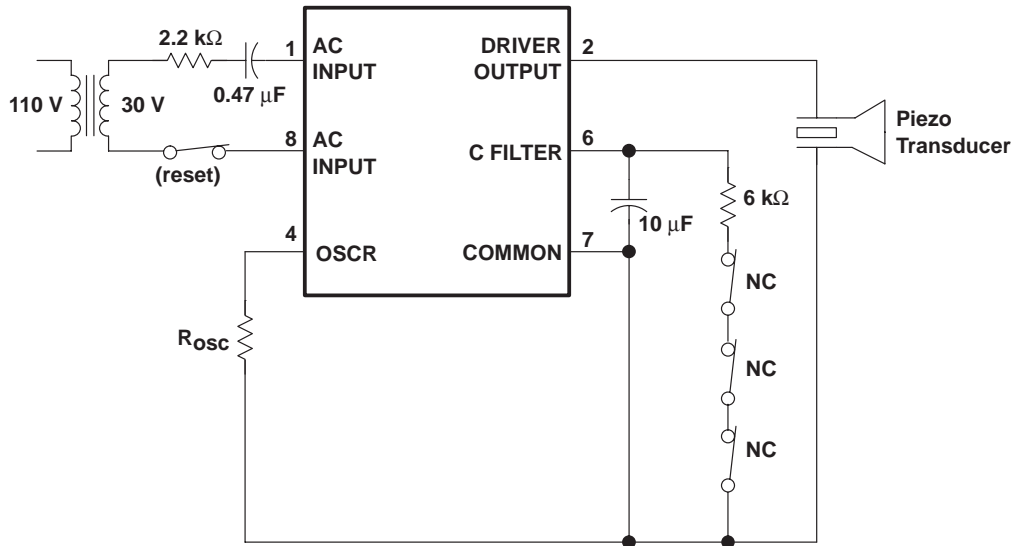 2.2 kΩ
1
AC
INPUT
DRIVER
OUTPUT
2
0.47 μF
110 V
30 V
Piezo
Transducer
8
AC
INPUT
C FILTER
6
(reset)
6 kΩ
10 μF
4
OSCR
COMMON
7
NC
Rosc
NC
NC